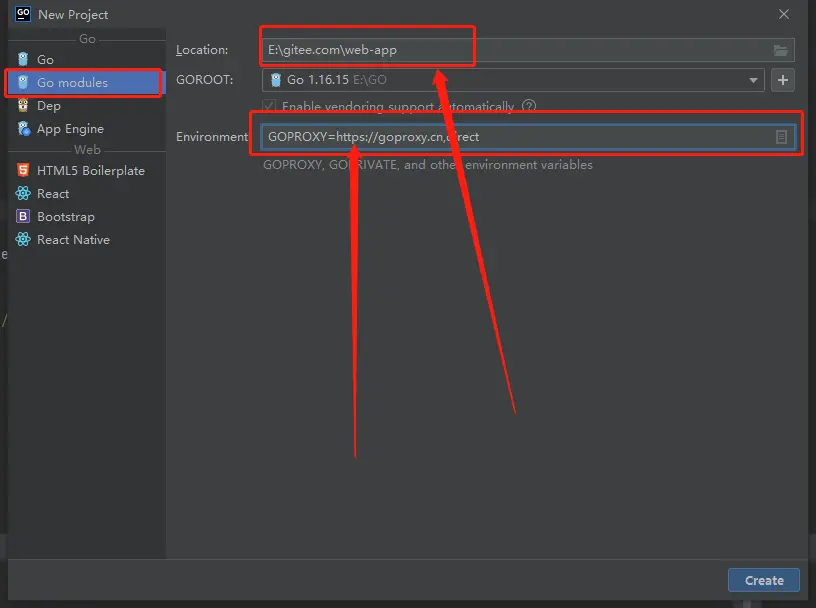 GO New Project
Go
Go
Go modules
Dep
App Engine
Web
HTML5 Boilerplate
React
B Bootstrap
React Native
Location: E:\gitee.com\web-app
GOROOT: Go 1.16.15 E:\GO
Enable vendoring support automatically ?
Environment GOPROXY=https://goproxy.cn,direct
GOPROXY, GOPRIVATE, and other environment variables
Create